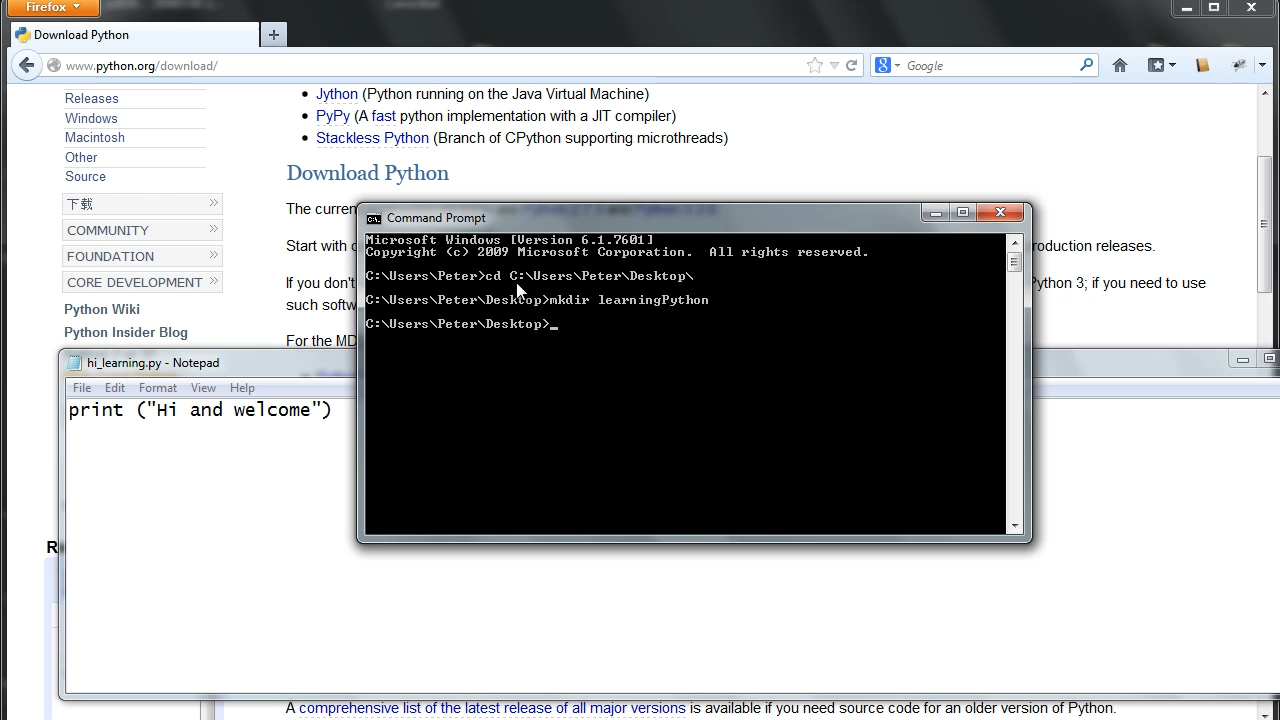 Firefox
Download Python
www.python.org/download/
Google
Releases
Windows
Macintosh
Other
Source
下载
COMMUNITY
FOUNDATION
CORE DEVELOPMENT
Python Wiki
Python Insider Blog
Jython (Python running on the Java Virtual Machine)
PyPy (A fast python implementation with a JIT compiler)
Stackless Python (Branch of CPython supporting microthreads)
Download Python
The curren
Start with
roduction releases.
If you don't
Python 3; if you need to use
such softw
For the MD
Command Prompt
Microsoft Windows [Version 6.1.7601]
Copyright (c) 2009 Microsoft Corporation. All rights reserved.
C:\Users\Peter>cd C:\Users\Peter\Desktop\
C:\Users\Peter\Desktop>mkdir learningPython
C:\Users\Peter\Desktop>_
hi_learning.py - Notepad
File Edit Format View Help
print ("Hi and welcome")
A comprehensive list of the latest release of all major versions is available if you need source code for an older version of Python.